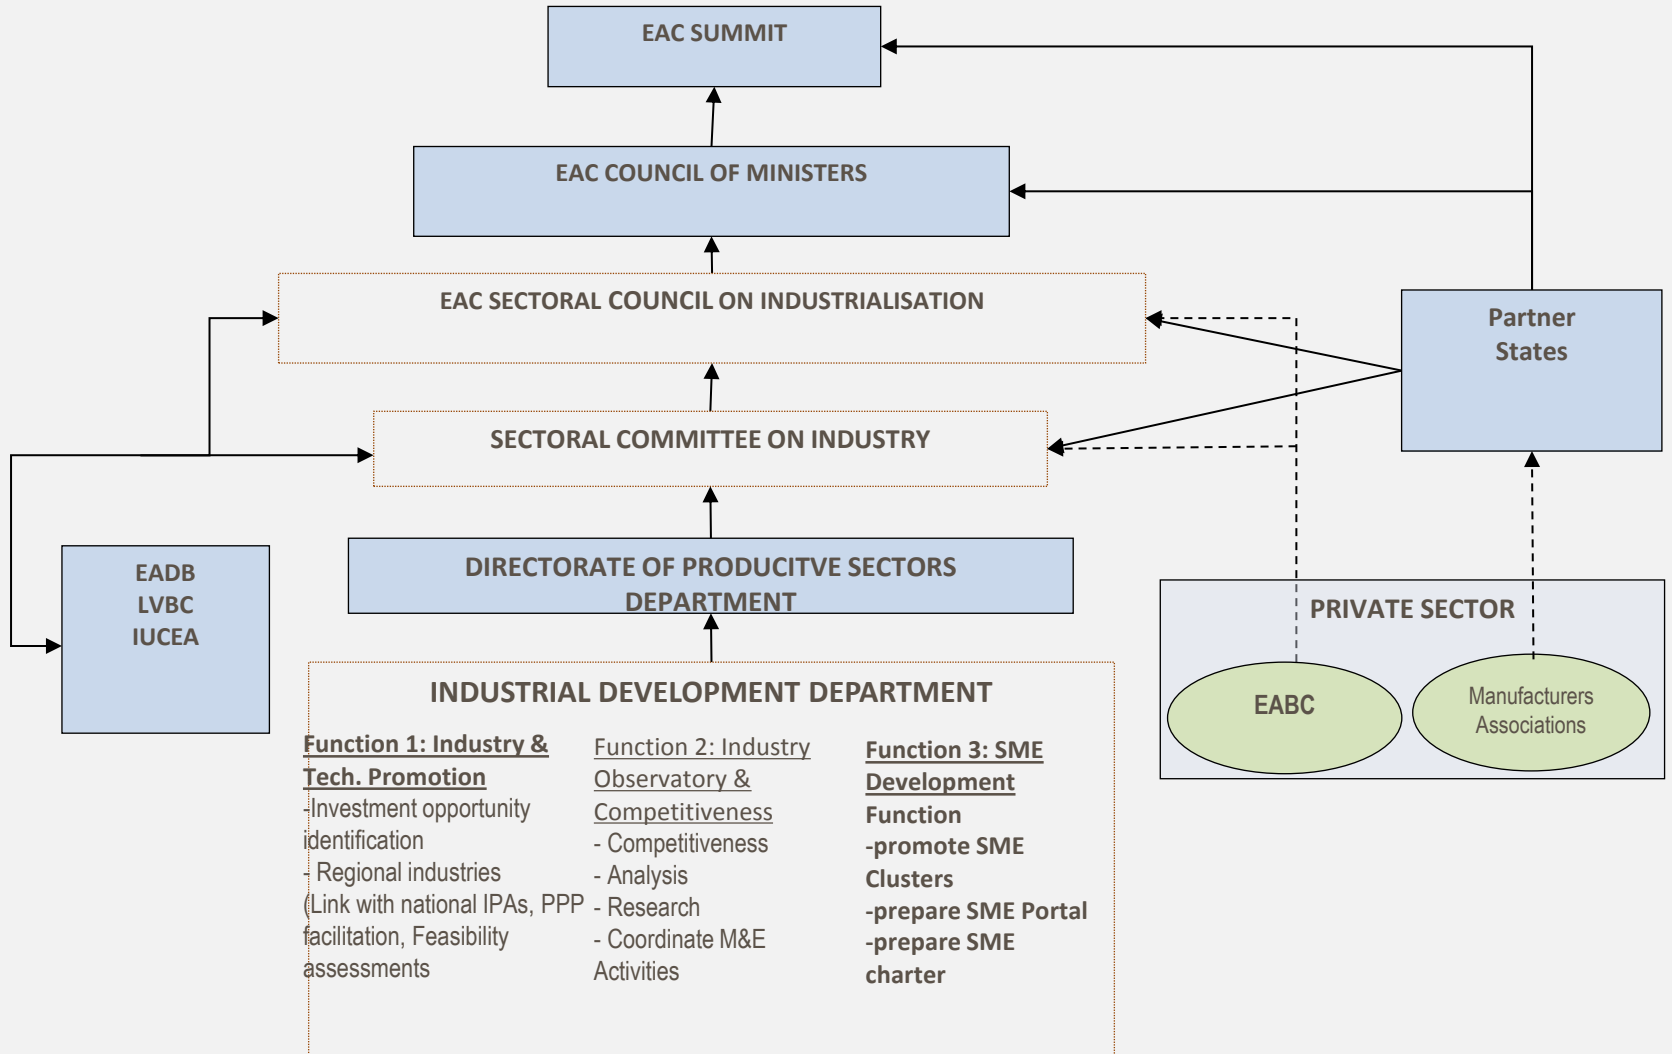 EAC SUMMIT
EAC COUNCIL OF MINISTERS
EAC SECTORAL COUNCIL ON INDUSTRIALISATION
Partner
States
SECTORAL COMMITTEE ON INDUSTRY
EADB
LVBC
IUCEA
DIRECTORATE OF PRODUCITVE SECTORS
DEPARTMENT
PRIVATE SECTOR
EABC
Manufacturers
Associations
INDUSTRIAL DEVELOPMENT DEPARTMENT
Function 1: Industry &
Tech. Promotion
-Investment opportunity
identification
- Regional industries
(Link with national IPAs, PPP
facilitation, Feasibility
assessments
Function 2: Industry
Observatory &
Competitiveness
- Competitiveness
- Analysis
- Research
- Coordinate M&E
Activities
Function 3: SME
Development
Function
-promote SME
Clusters
-prepare SME Portal
-prepare SME
charter